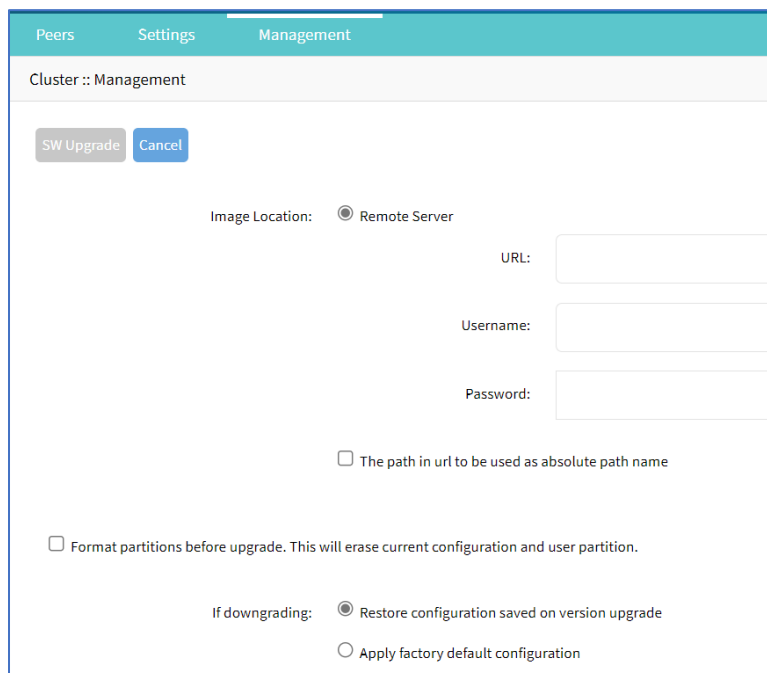 Peers Settings Management
Cluster :: Management
SW Upgrade Cancel
Image Location: Remote Server
URL:
Username:
Password:
The path in url to be used as absolute path name
Format partitions before upgrade. This will erase current configuration and user partition.
If downgrading: Restore configuration saved on version upgrade
Apply factory default configuration